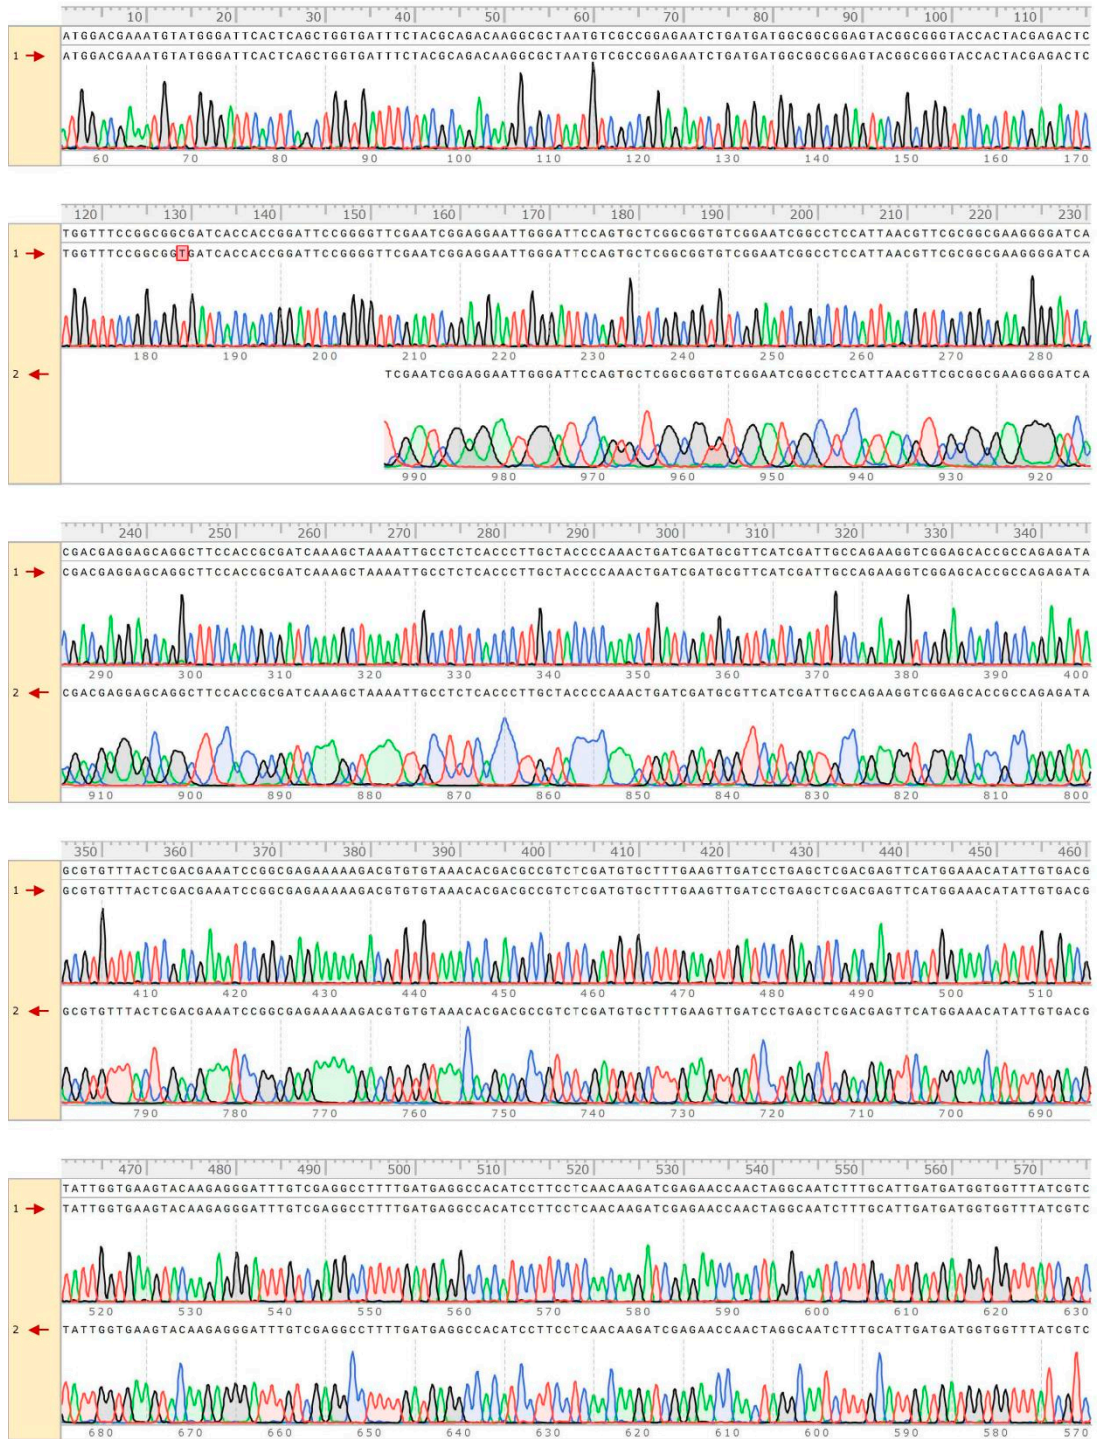 10 20 30 40 50 60 70 80 90 100 110
ATGGACGAAATGTATGGGATTCACTCAGCTGGTGATTTCTACGCAGACAAGGCGCTAATGTCGCCGGAGAATCTGATGATGGCGGCGGAGTACGGCGGGTACCACTACGAGACTC
1 ATGGACGAAATGTATGGGATTCACTCAGCTGGTGATTTCTACGCAGACAAGGCGCTAATGTCGCCGGAGAATCTGATGATGGCGGCGGAGTACGGCGGGTACCACTACGAGACTC
60 70 80 90 100 110 120 130 140 150 160 170
120 130 140 150 160 170 180 190 200 210 220 230
TGGTTTCCGGCGGCGATCACCACCGGATTCCGGGGTTCGAATCGGAGGAATTGGGATTCCAGTGCTCGGCGGTGTCGGAATCGGCCTCCATTAACGTTCGCGGCGAAGGGGATCA
1 TGGTTTCCGGCGGTGATCACCACCGGATTCCGGGGTTCGAATCGGAGGAATTGGGATTCCAGTGCTCGGCGGTGTCGGAATCGGCCTCCATTAACGTTCGCGGCGAAGGGGATCA
180 190 200 210 220 230 240 250 260 270 280
2 TCGAATCGGAGGAATTGGGATTCCAGTGCTCGGCGGTGTCGGAATCGGCCTCCATTAACGTTCGCGGCGAAGGGGATCA
990 980 970 960 950 940 930 920
240 250 260 270 280 290 300 310 320 330 340
CGACGAGGAGCAGGCTTCCACCGCGATCAAAGCTAAAATTGCCTCTCACCCTTGCTACCCCAAACTGATCGATGCGTTCATCGATTGCCAGAAGGTCGGAGCACCGCCAGAGATA
1 CGACGAGGAGCAGGCTTCCACCGCGATCAAAGCTAAAATTGCCTCTCACCCTTGCTACCCCAAACTGATCGATGCGTTCATCGATTGCCAGAAGGTCGGAGCACCGCCAGAGATA
290 300 310 320 330 340 350 360 370 380 390 400
2 CGACGAGGAGCAGGCTTCCACCGCGATCAAAGCTAAAATTGCCTCTCACCCTTGCTACCCCAAACTGATCGATGCGTTCATCGATTGCCAGAAGGTCGGAGCACCGCCAGAGATA
910 900 890 880 870 860 850 840 830 820 810 800
350 360 370 380 390 400 410 420 430 440 450 460
GCGTGTTTACTCGACGAAATCCGGCGAGAAAAAGACGTGTGTAAACACGACGCCGTCTCGATGTGCTTTGAAGTTGATCCTGAGCTCGACGAGTTCATGGAAACATATTGTGACG
1 GCGTGTTTACTCGACGAAATCCGGCGAGAAAAAGACGTGTGTAAACACGACGCCGTCTCGATGTGCTTTGAAGTTGATCCTGAGCTCGACGAGTTCATGGAAACATATTGTGACG
410 420 430 440 450 460 470 480 490 500 510
2 GCGTGTTTACTCGACGAAATCCGGCGAGAAAAAGACGTGTGTAAACACGACGCCGTCTCGATGTGCTTTGAAGTTGATCCTGAGCTCGACGAGTTCATGGAAACATATTGTGACG
790 780 770 760 750 740 730 720 710 700 690
470 480 490 500 510 520 530 540 550 560 570
TATTGGTGAAGTACAAGAGGGATTTGTCGAGGCCTTTTGATGAGGCCACATCCTTCCTCAACAAGATCGAGAACCAACTAGGCAATCTTTGCATTGATGATGGTGGTTTATCGTC
1 TATTGGTGAAGTACAAGAGGGATTTGTCGAGGCCTTTTGATGAGGCCACATCCTTCCTCAACAAGATCGAGAACCAACTAGGCAATCTTTGCATTGATGATGGTGGTTTATCGTC
520 530 540 550 560 570 580 590 600 610 620 630
2 TATTGGTGAAGTACAAGAGGGATTTGTCGAGGCCTTTTGATGAGGCCACATCCTTCCTCAACAAGATCGAGAACCAACTAGGCAATCTTTGCATTGATGATGGTGGTTTATCGTC
680 670 660 650 640 630 620 610 600 590 580 570